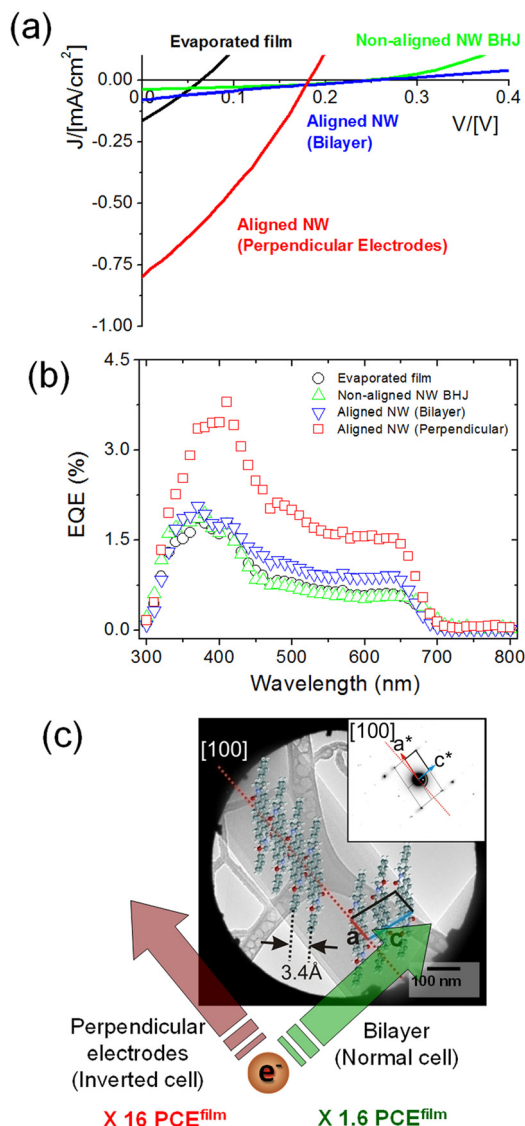 (a)
Evaporated film
Non-aligned NW BHJ
J/[mA/cm²]
0.00
-0.25
-0.50
-0.75
-1.00
0.0
0.1
0.2
0.3
0.4
V/[V]
Aligned NW
(Bilayer)
Aligned NW
(Perpendicular Electrodes)
(b)
EQE (%)
4.5
3.0
1.5
0.0
Evaporated film
Non-aligned NW BHJ
Aligned NW (Bilayer)
Aligned NW (Perpendicular)
300 400 500 600 700 800
Wavelength (nm)
(c)
[100]
[100]
a*
c*
a
c
3.4Å
100 nm
Perpendicular
electrodes
(Inverted cell)
Bilayer
(Normal cell)
e-
X 16 PCE^film
X 1.6 PCE^film